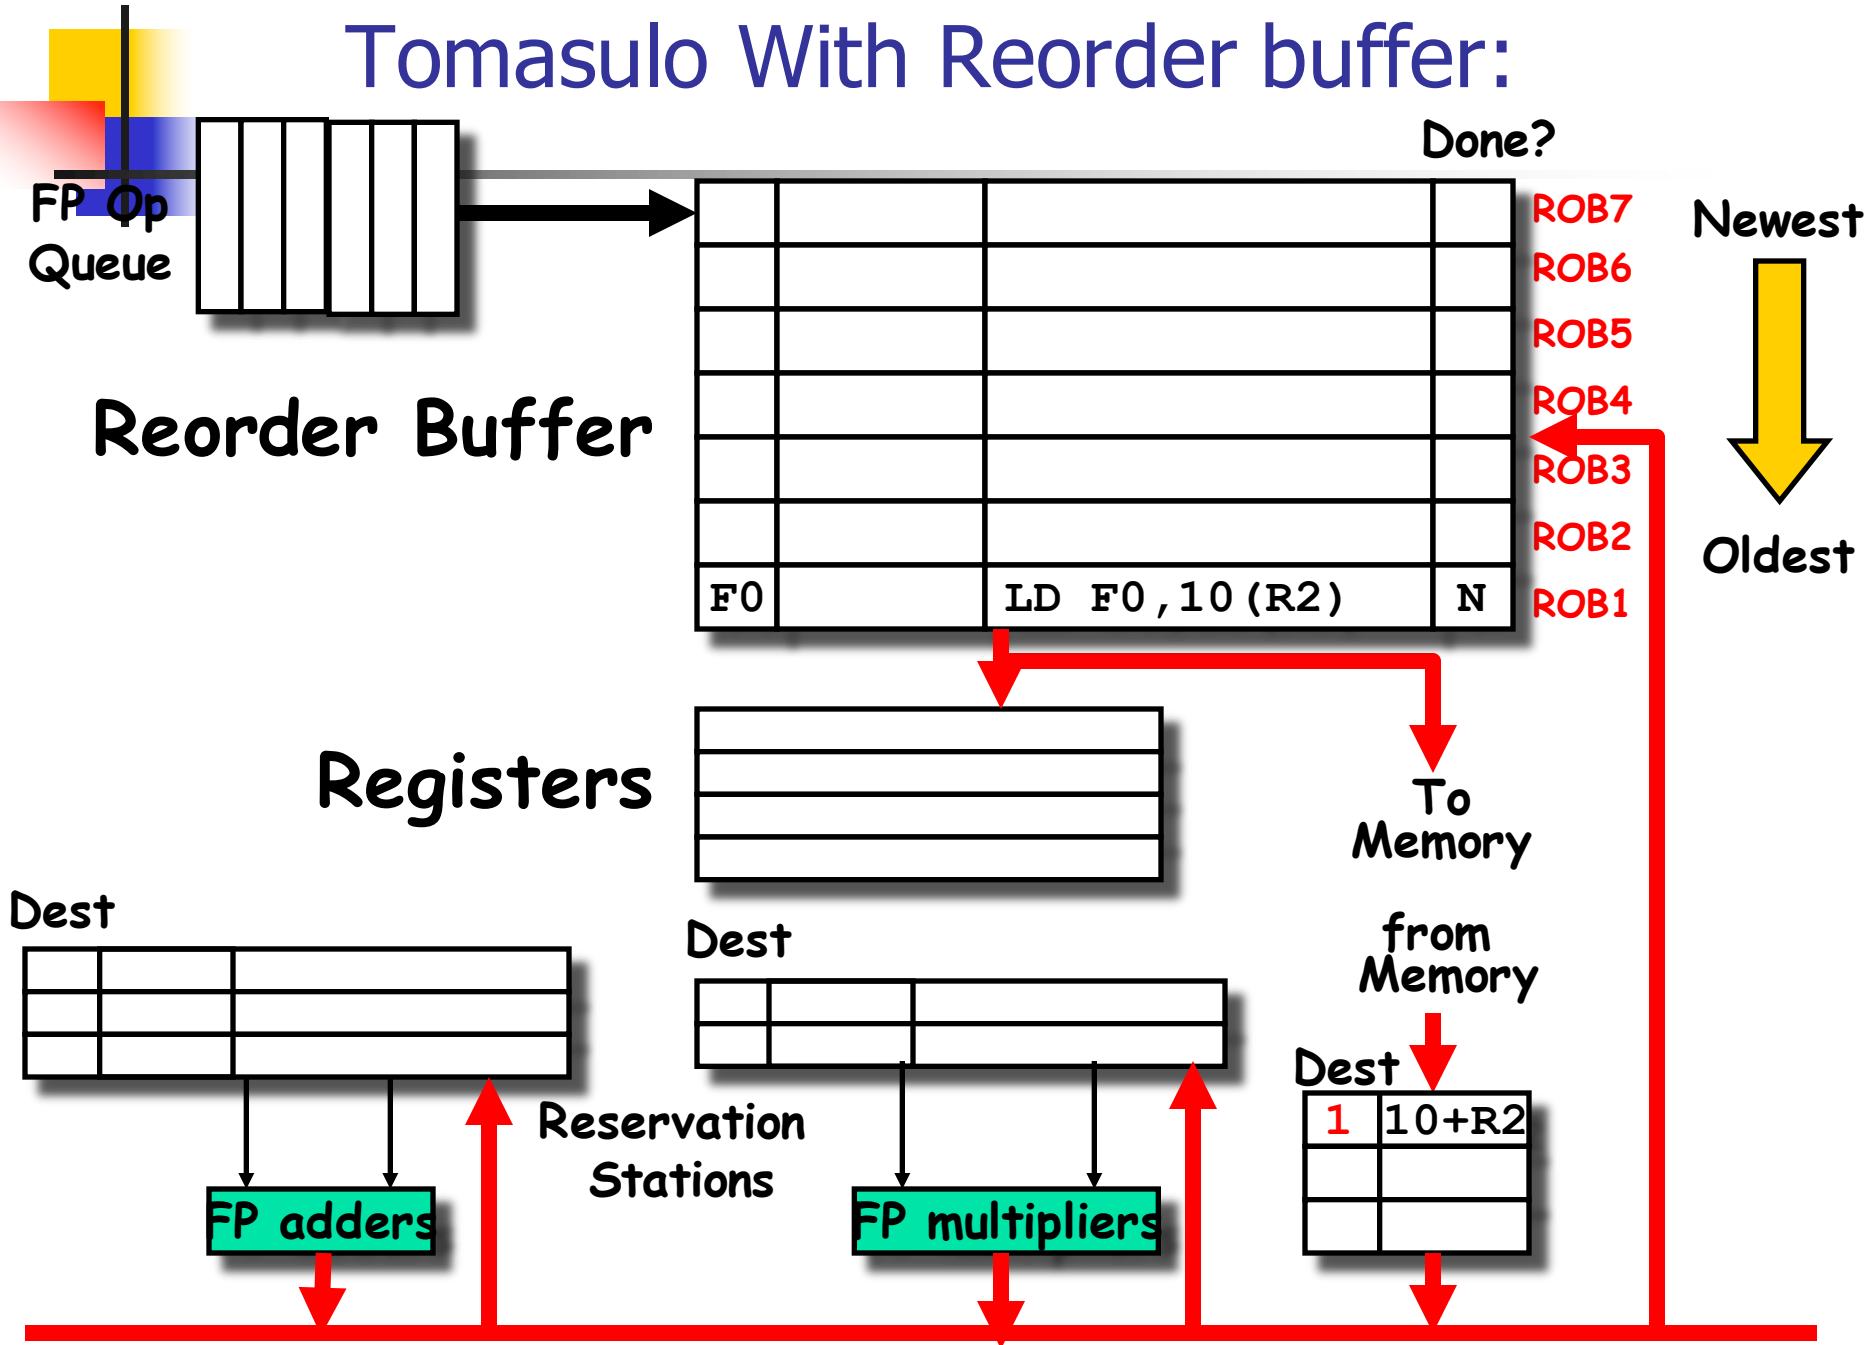 Tomasulo With Reorder buffer:
Done?
FP Op
Queue
ROB7
Newest
ROB6
ROB5
Reorder Buffer
ROB4
ROB3
ROB2
Oldest
F0 LD F0,10(R2) N
ROB1
Registers
To
Memory
Dest
Dest
from
Memory
Dest
1 10+R2
Reservation
Stations
FP adders
FP multipliers